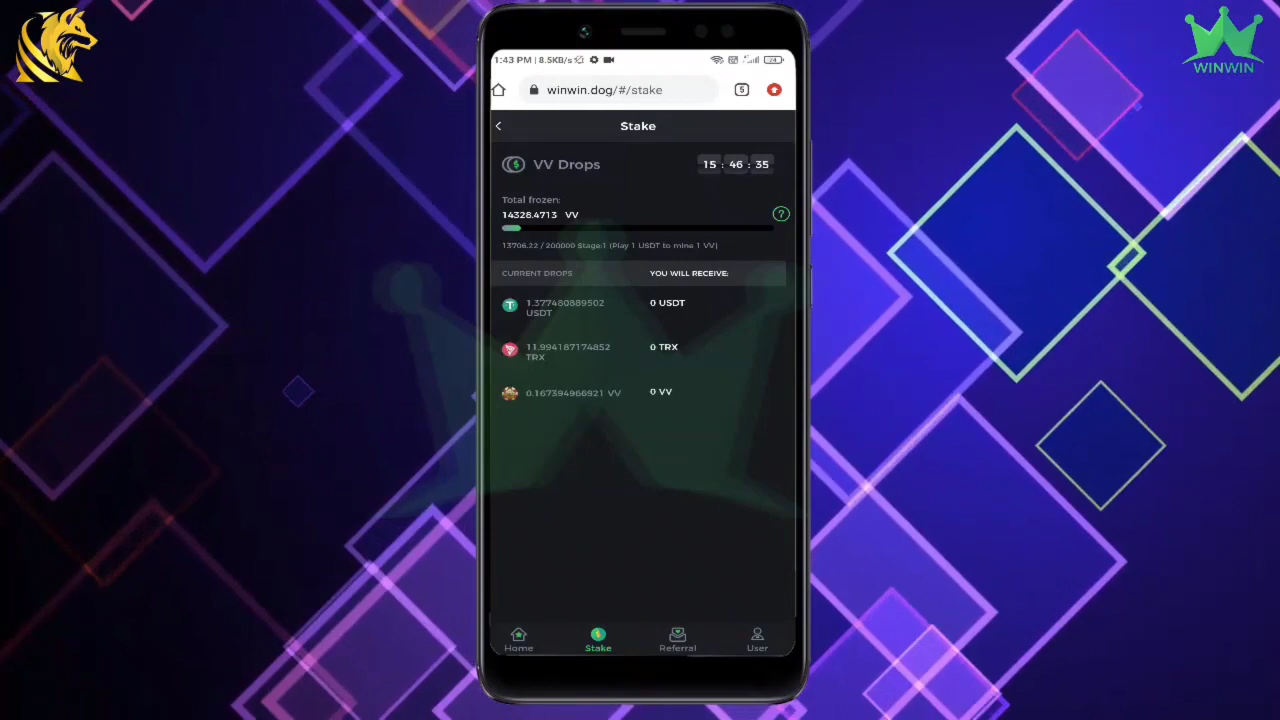 WINWIN
1:43 PM | 8.5KB/s
24
winwin.dog/#/stake
5
Stake
VV Drops
15 : 46 : 35
Total frozen:
14328.4713 VV
?
13706.22 / 200000 Stage:1 (Play 1 USDT to mine 1 VV)
CURRENT DROPS YOU WILL RECEIVE:
1.377480889502 0 USDT
USDT
11.994187174852 0 TRX
TRX
0.167394966921 VV 0 VV
Home Stake Referral User